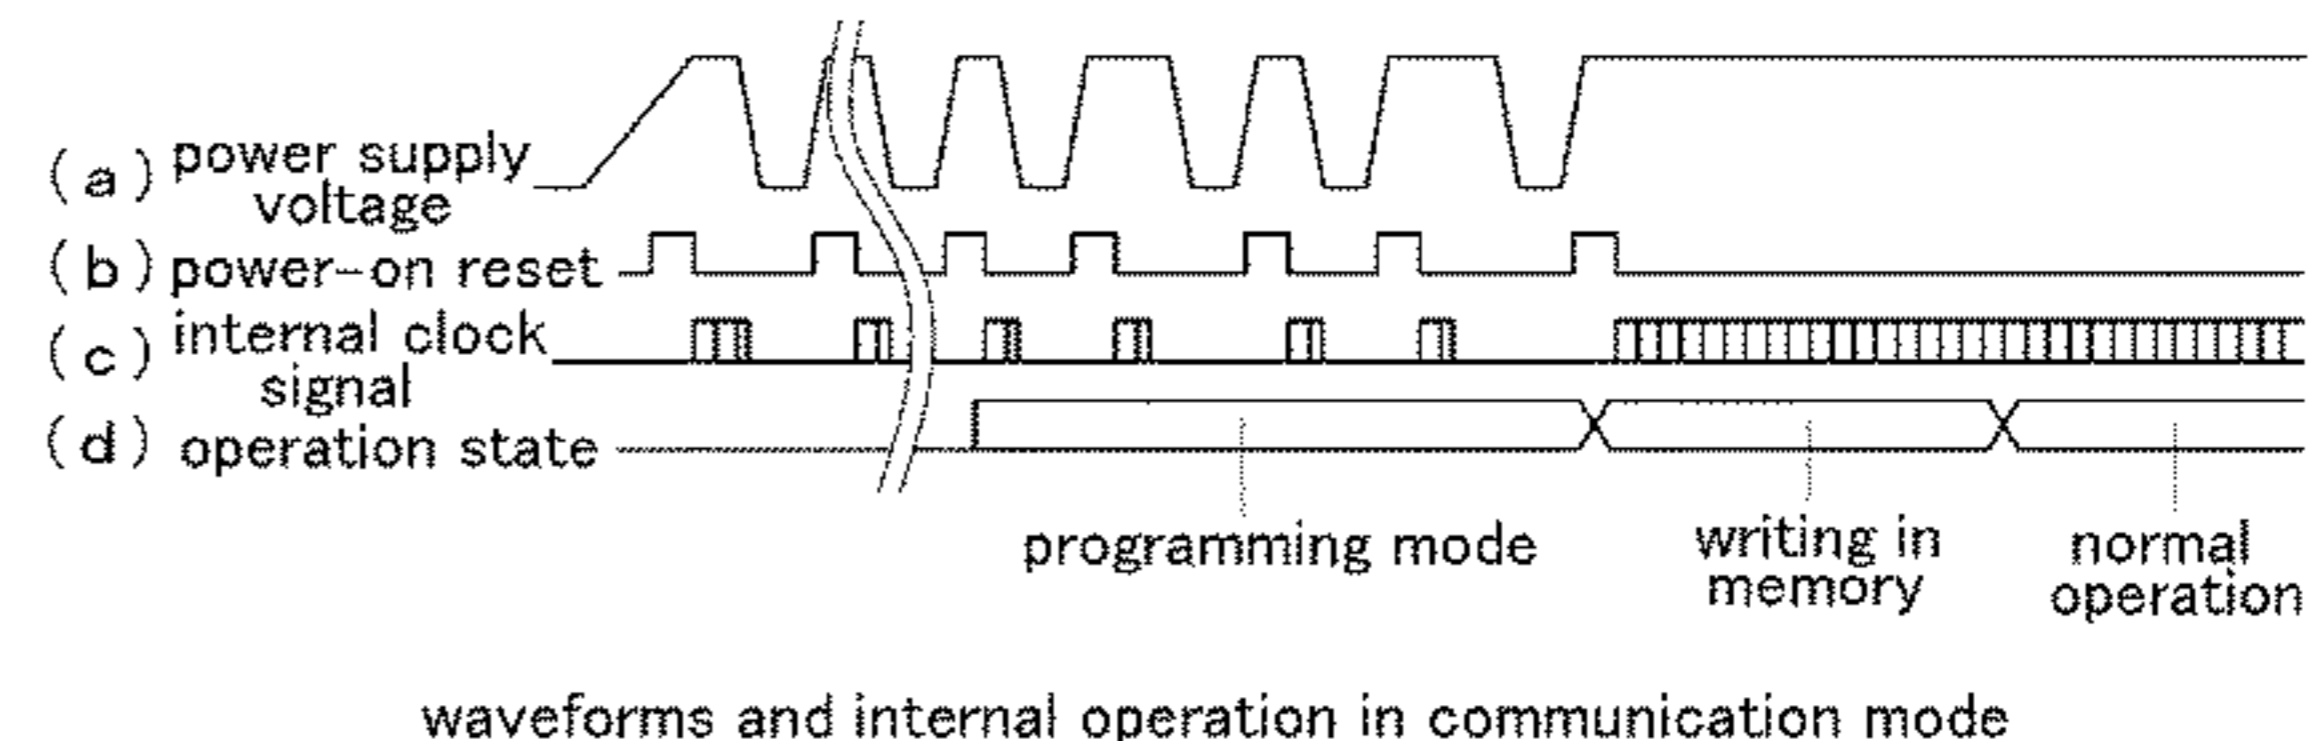 (a) power supply
voltage
(b) power-on reset
(c) internal clock
signal
(d) operation state
programming mode
writing in
memory
normal
operation
waveforms and internal operation in communication mode